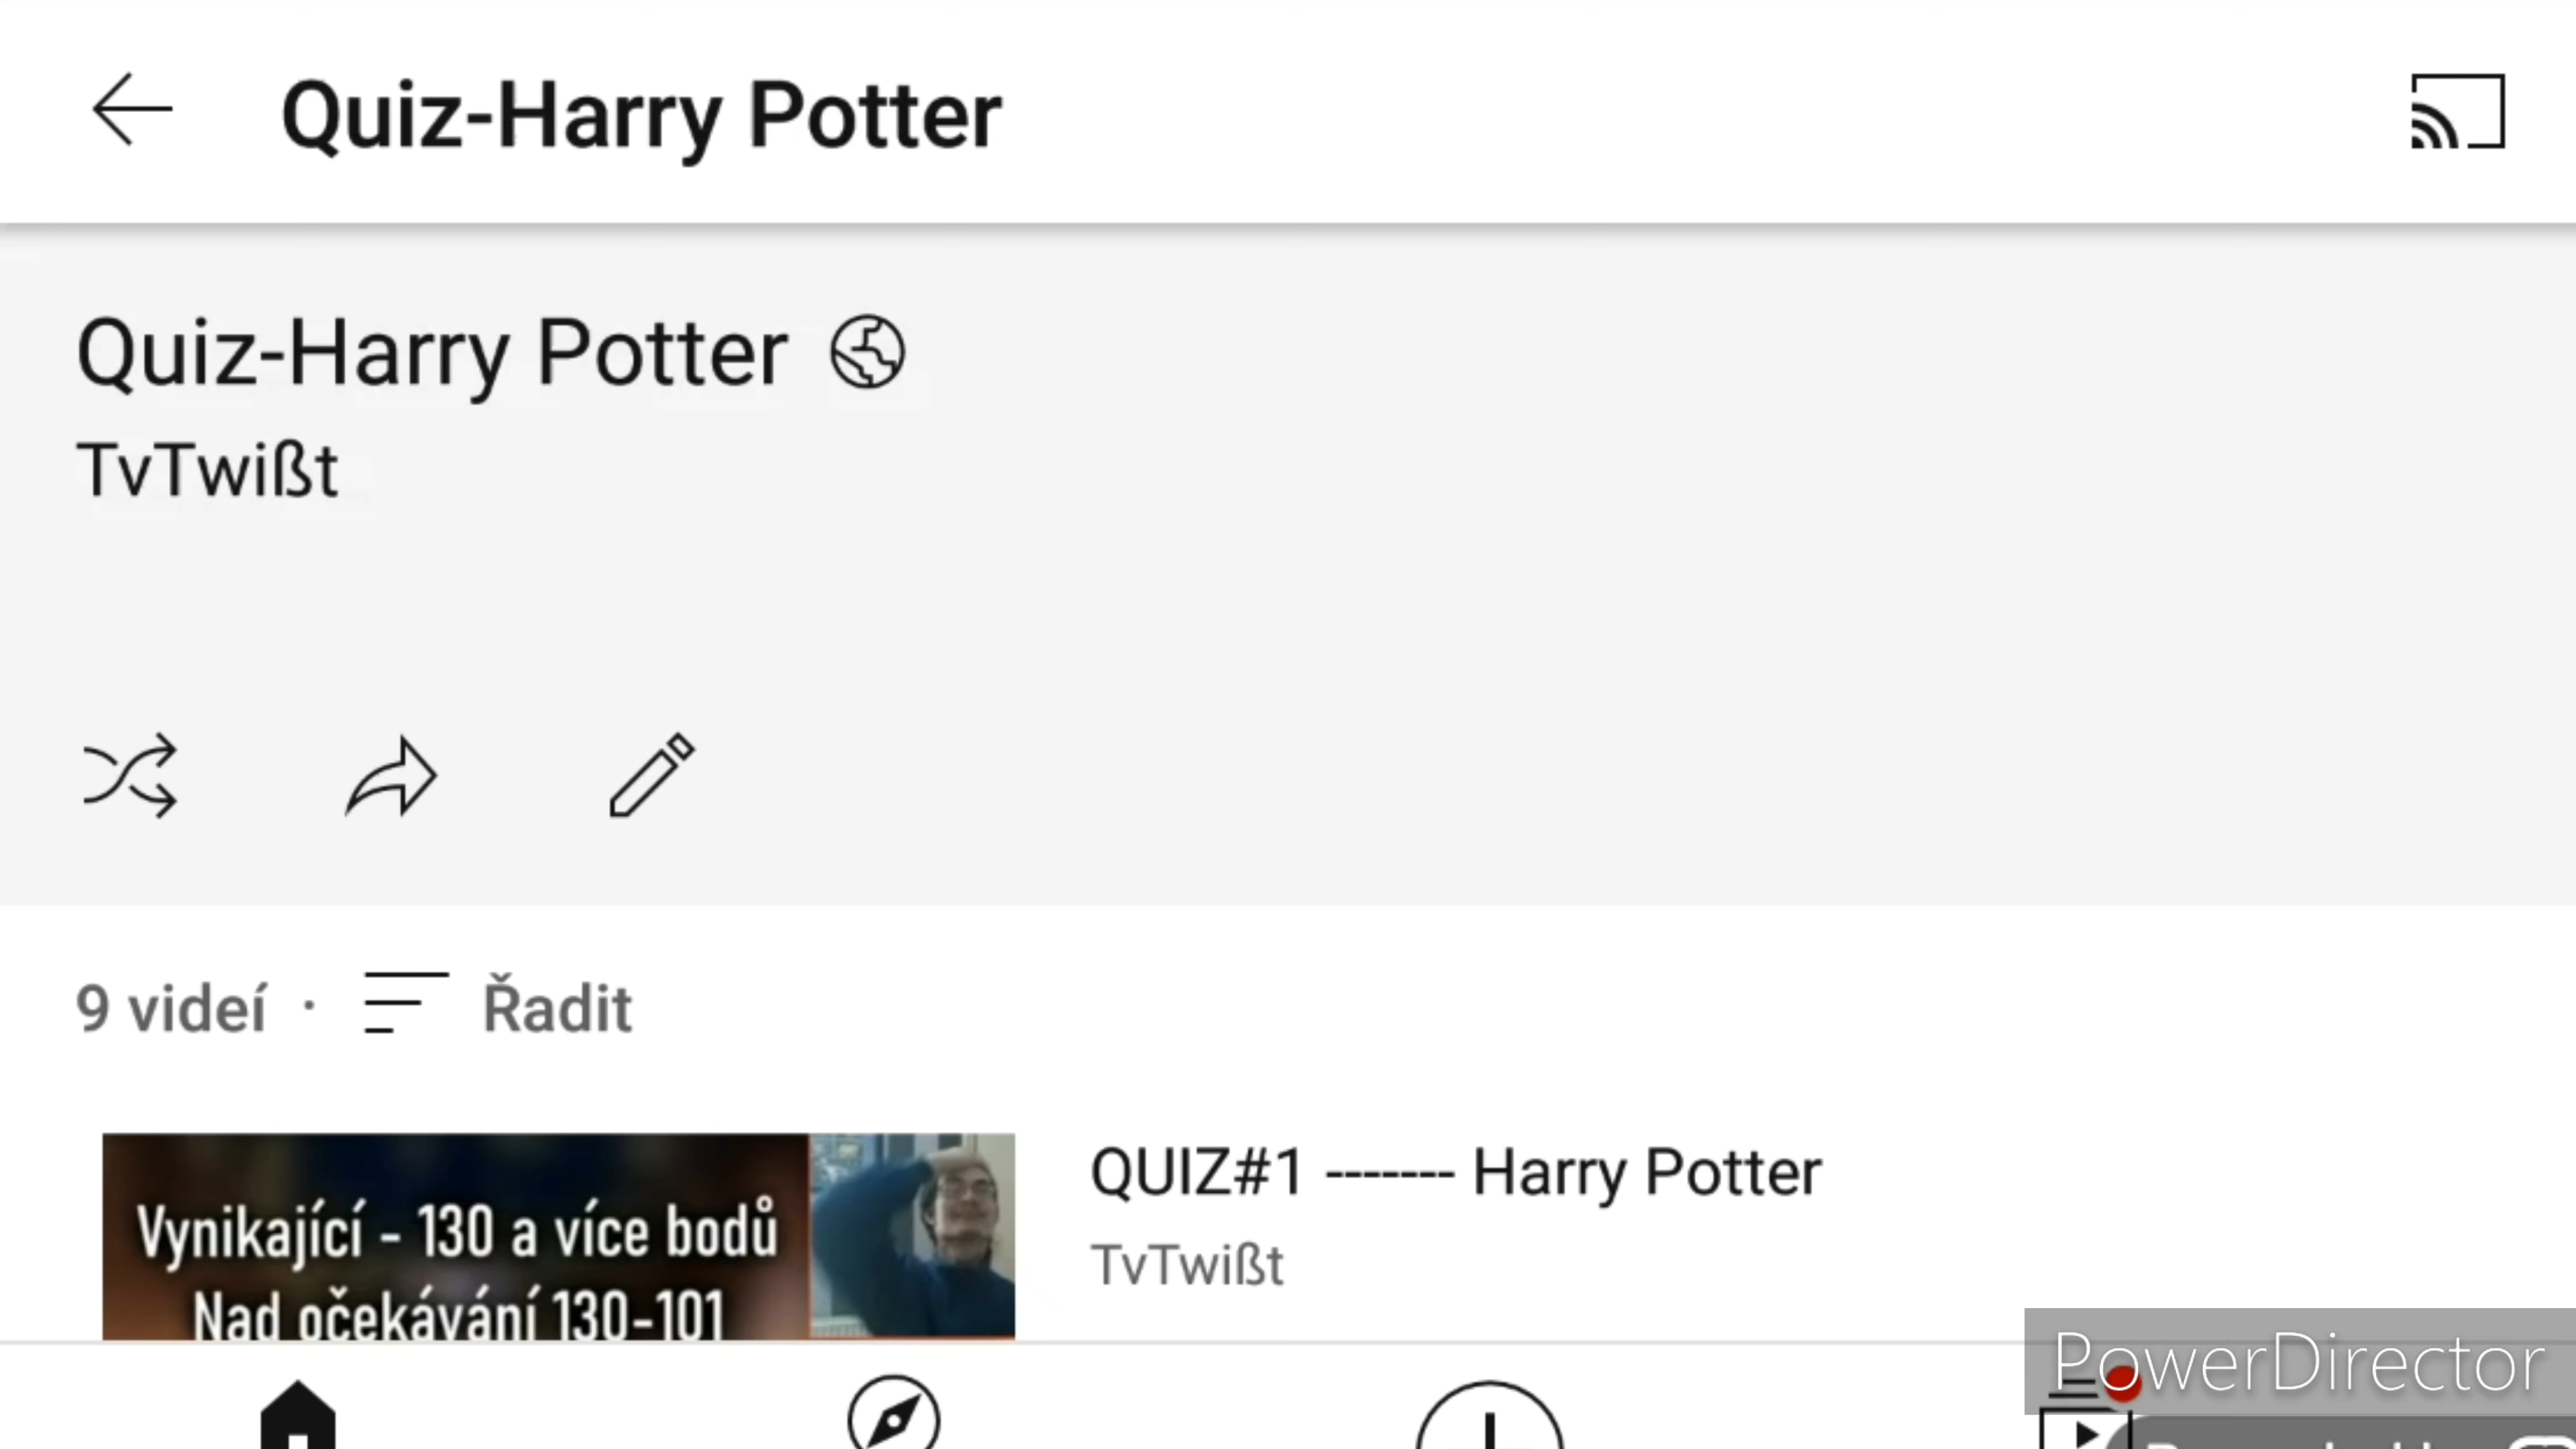 Quiz-Harry Potter
Quiz-Harry Potter
TvTwißt
9 videí · Řadit
Vynikající - 130 a více bodů
Nad očekávání 130-101
QUIZ#1 ------- Harry Potter
TvTwißt
PowerDirector